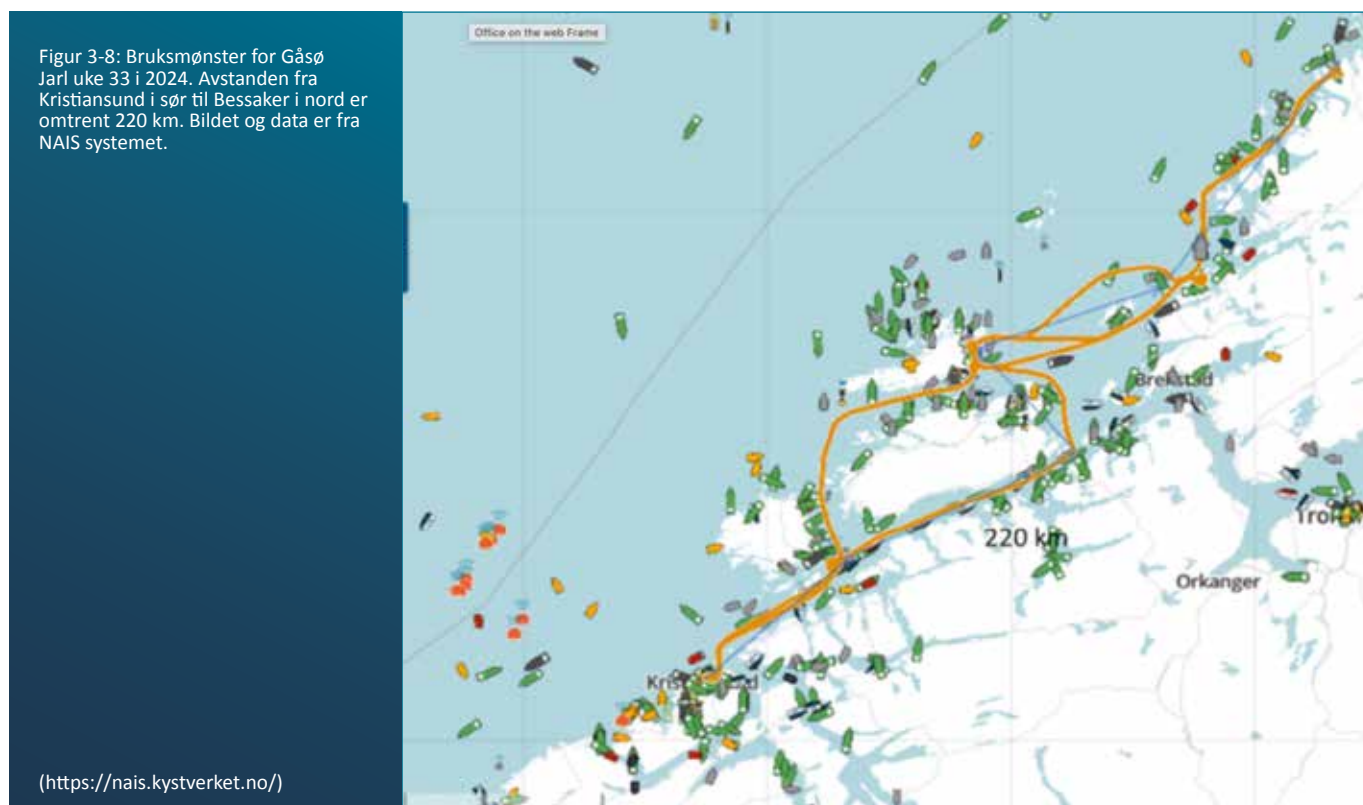 Figur 3-8: Bruksmønster for Gåsø
Jarl uke 33 i 2024. Avstanden fra
Kristiansund i sør til Bessaker i nord er
omtrent 220 km. Bildet og data er fra
NAIS systemet.
(https://nais.kystverket.no/)
Office on the web Frame
Brekstad
220 km
Orkanger